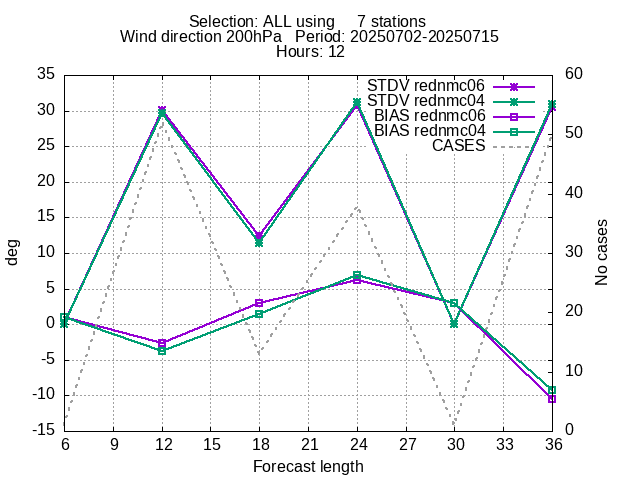 Selection: ALL using     7 stations
Wind direction 200hPa   Period: 20250702-20250715
Hours: 12
STDV rednmc06
STDV rednmc04
BIAS rednmc06
BIAS rednmc04
CASES
35
30
25
20
15
10
5
0
-5
-10
-15
deg
60
50
40
30
20
10
0
No cases
6 9 12 15 18 21 24 27 30 33 36
Forecast length